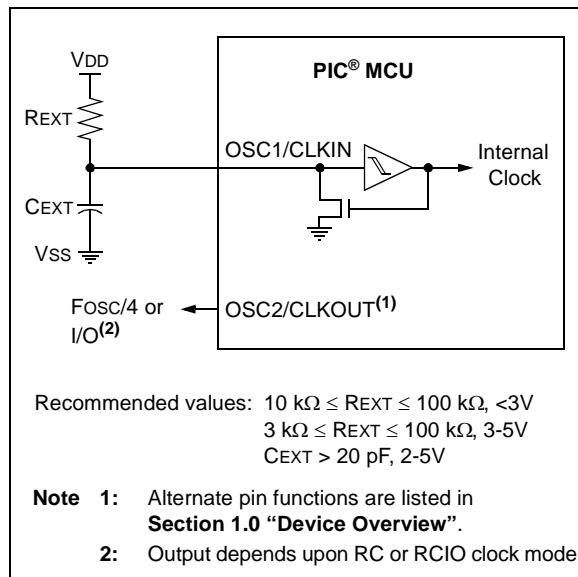 VDD
PIC® MCU
REXT
OSC1/CLKIN
Internal
Clock
CEXT
VSS
FOSC/4 or
I/O(2)
OSC2/CLKOUT(1)
Recommended values: 10 kΩ ≤ REXT ≤ 100 kΩ, <3V
3 kΩ ≤ REXT ≤ 100 kΩ, 3-5V
CEXT > 20 pF, 2-5V
Note 1: Alternate pin functions are listed in
Section 1.0 “Device Overview”.
2: Output depends upon RC or RCIO clock mode